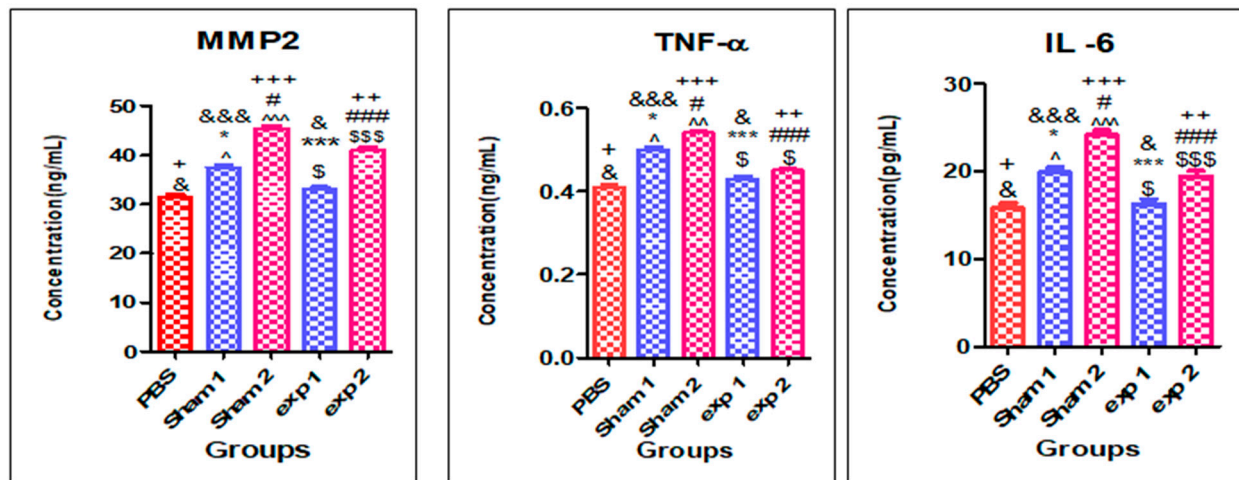 MMP2
Concentration(ng/mL)
50
40
30
20
10
0
+
&
&&&
*
^
+++
#
^^^
&
***
$
++
###
$$$
PBS
Sham 1
Sham 2
exp 1
exp 2
Groups
TNF-α
Concentration(ng/mL)
0.6
0.4
0.2
0.0
+
&
&&&
*
^
+++
#
^^
&
***
$
++
###
$
PBS
Sham 1
Sham 2
exp 1
exp 2
Groups
IL -6
Concentration(pg/mL)
30
20
10
0
+
&
&&&
*
^
+++
#
^^^
&
***
$
++
###
$$$
PBS
Sham 1
Sham 2
exp 1
exp 2
Groups